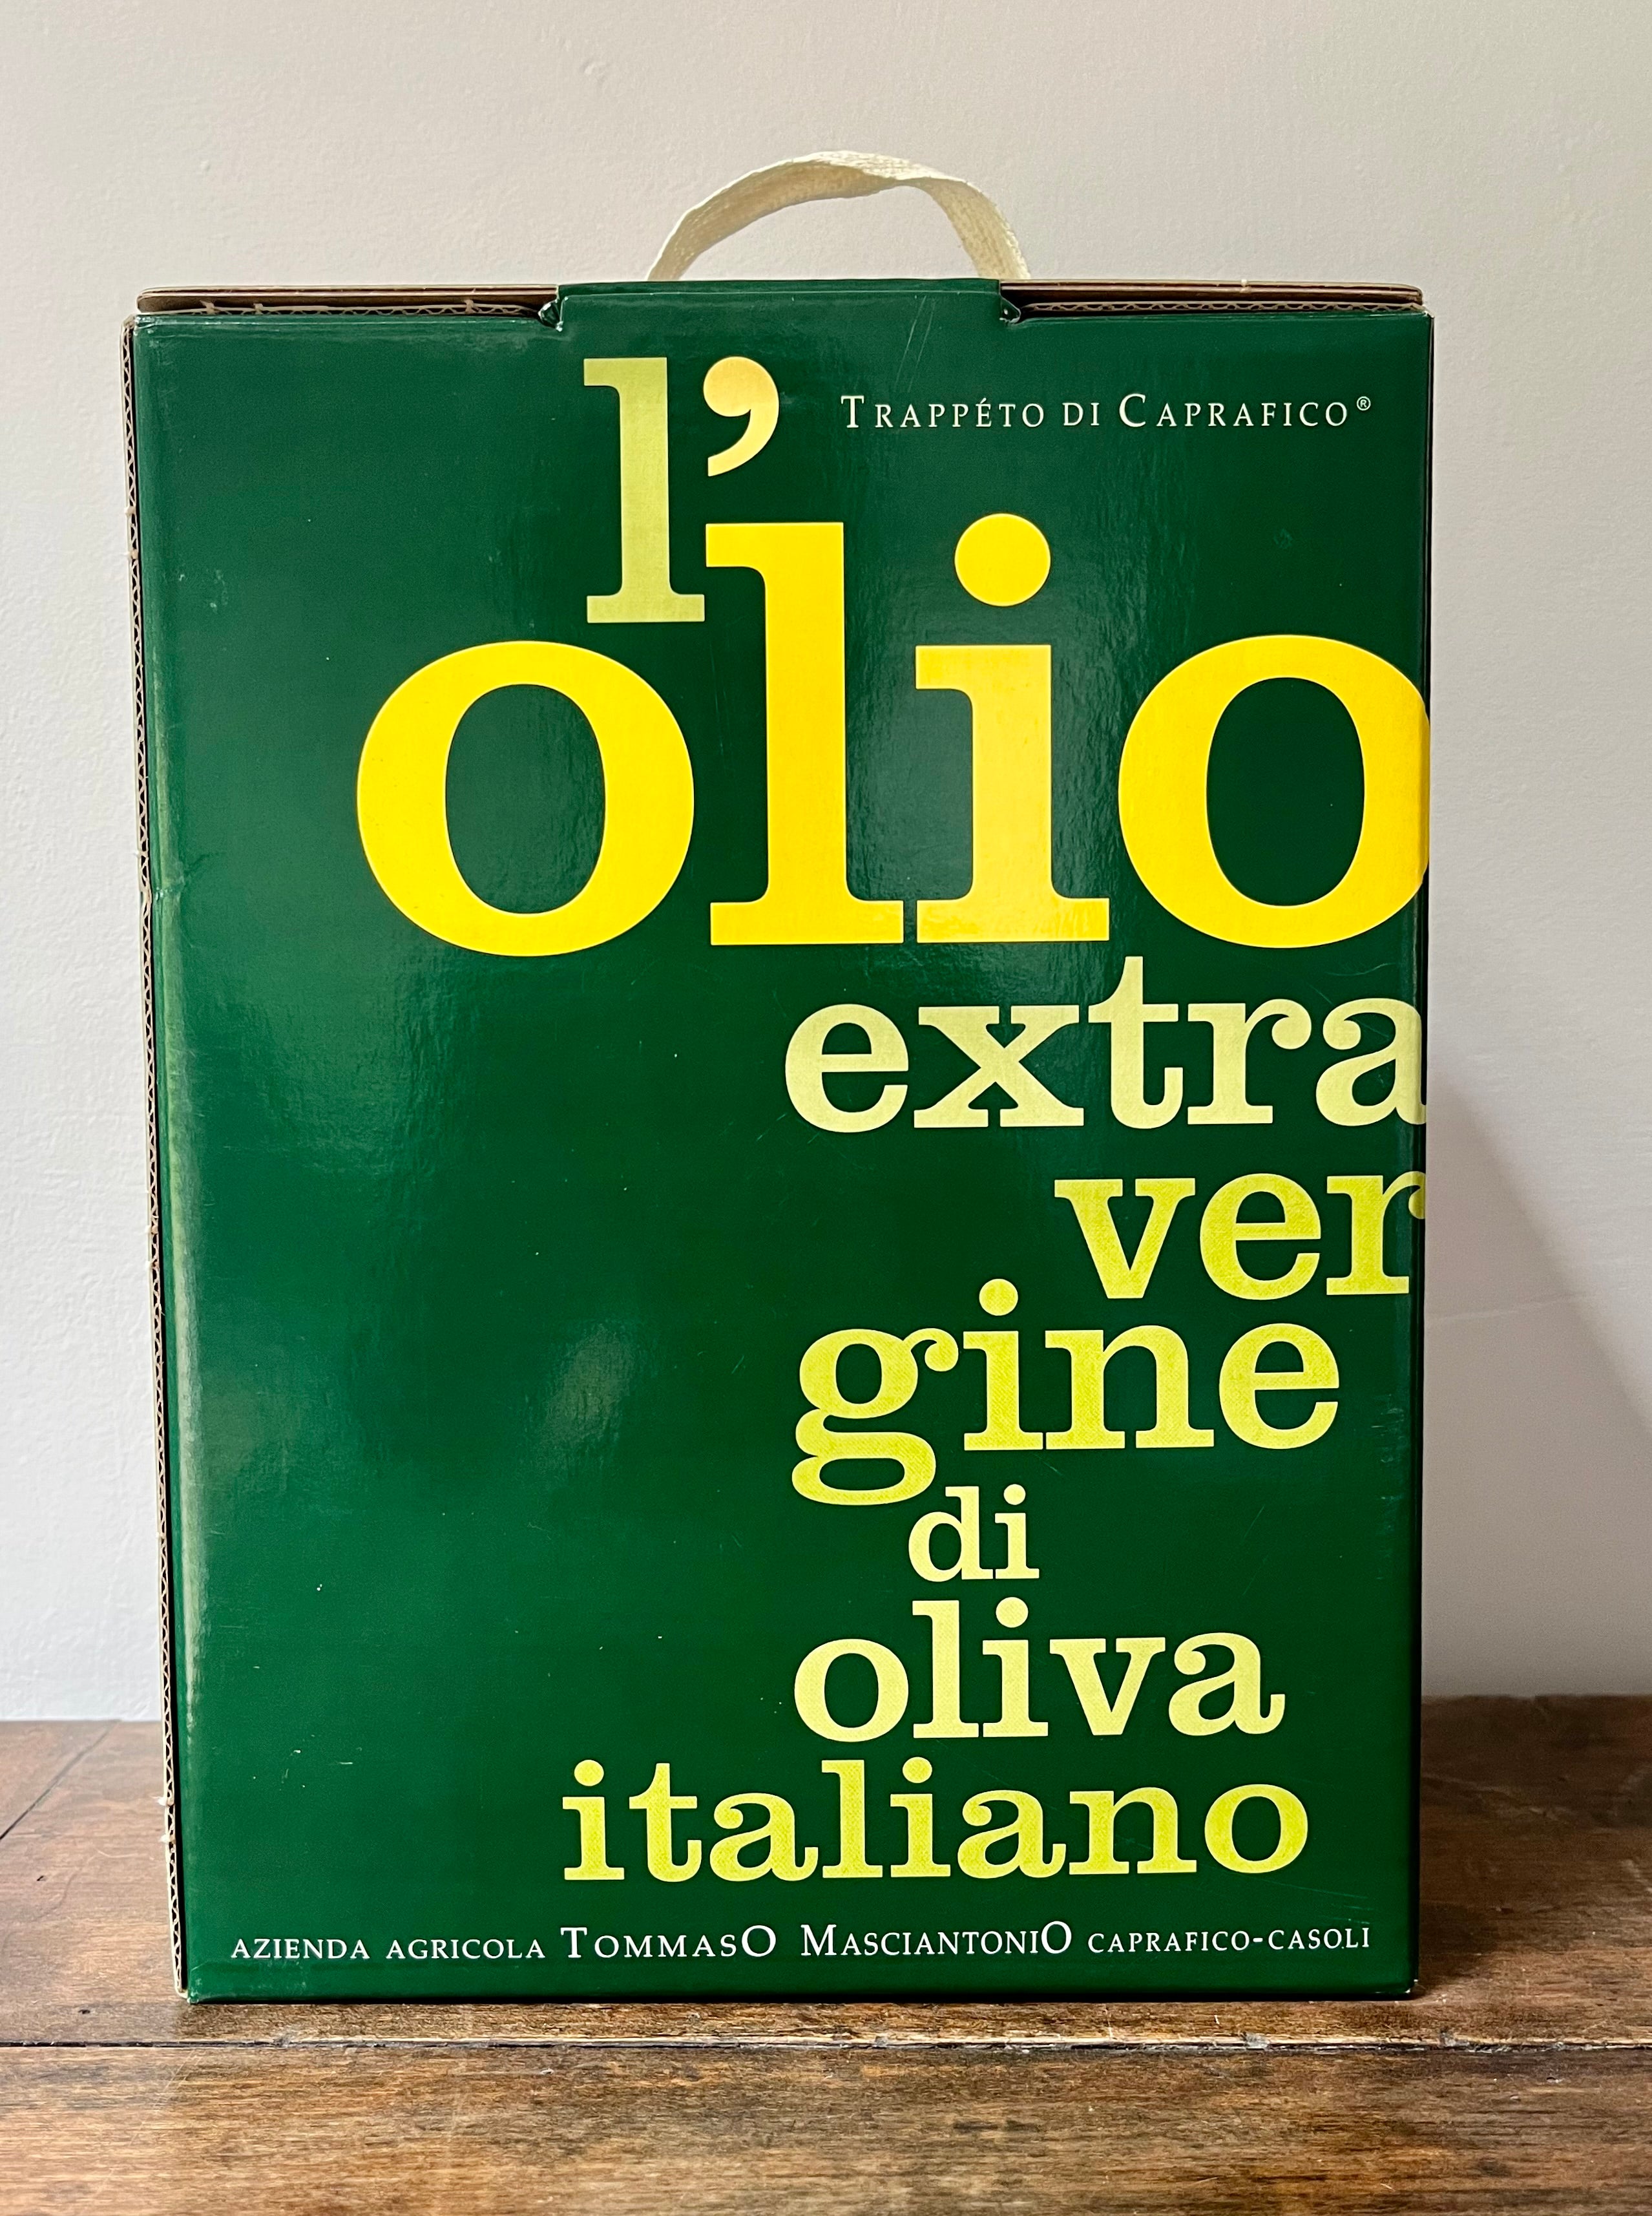 l’
TRAPPÉTO DI CAPRAFICO®
olio
extra
ver
gine
di
oliva
italiano
AZIENDA AGRICOLA TOMMASO MASCIANTONIO CAPRAFICO-CASOLI